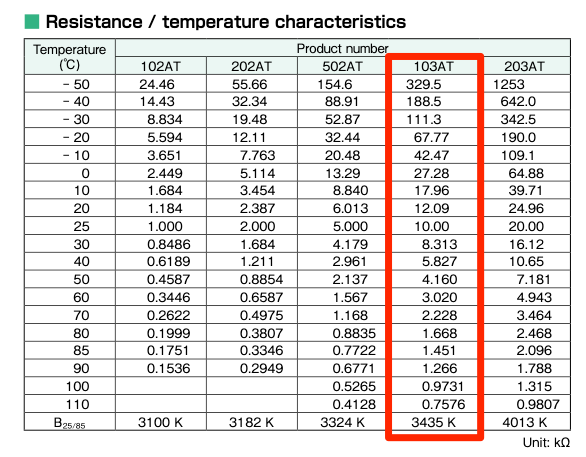 Resistance / temperature characteristics
Temperature (℃) Product number
102AT 202AT 502AT 103AT 203AT
− 50 24.46 55.66 154.6 329.5 1253
− 40 14.43 32.34 88.91 188.5 642.0
− 30 8.834 19.48 52.87 111.3 342.5
− 20 5.594 12.11 32.44 67.77 190.0
− 10 3.651 7.763 20.48 42.47 109.1
0 2.449 5.114 13.29 27.28 64.88
10 1.684 3.454 8.840 17.96 39.71
20 1.184 2.387 6.013 12.09 24.96
25 1.000 2.000 5.000 10.00 20.00
30 0.8486 1.684 4.179 8.313 16.12
40 0.6189 1.211 2.961 5.827 10.65
50 0.4587 0.8854 2.137 4.160 7.181
60 0.3446 0.6587 1.567 3.020 4.943
70 0.2622 0.4975 1.168 2.228 3.464
80 0.1999 0.3807 0.8835 1.668 2.468
85 0.1751 0.3346 0.7722 1.451 2.096
90 0.1536 0.2949 0.6771 1.266 1.788
100 0.5265 0.9731 1.315
110 0.4128 0.7576 0.9807
B25/85 3100 K 3182 K 3324 K 3435 K 4013 K
Unit: kΩ